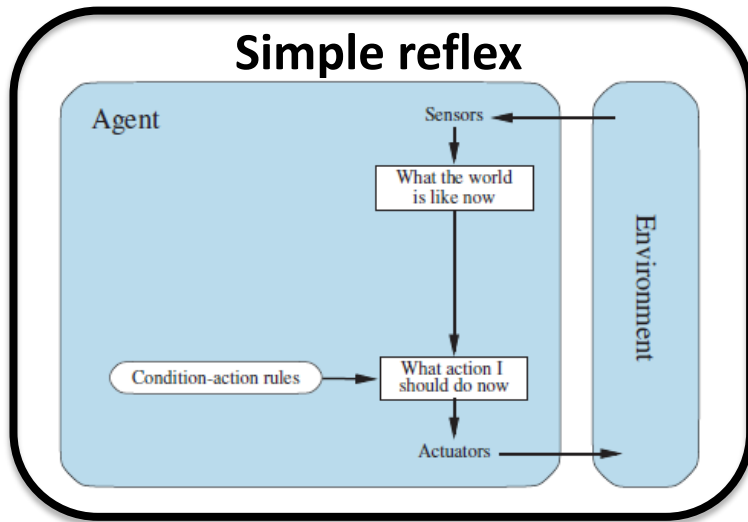 Simple reflex
Agent
Sensors
What the world
is like now
Environment
Condition-action rules
What action I
should do now
Actuators